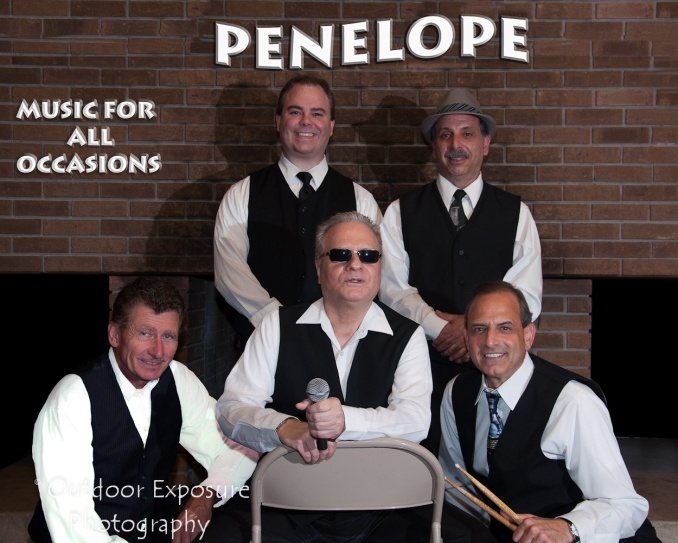 PENELOPE
MUSIC FOR
ALL
OCCASIONS
© Outdoor Exposure
Photography